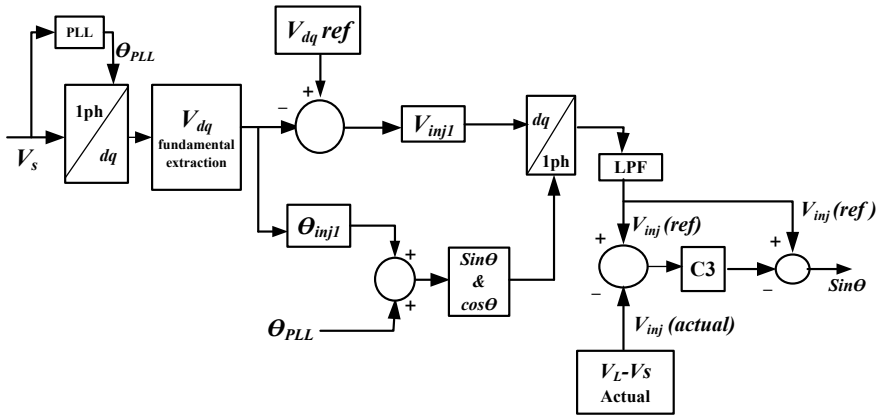 PLL
θPLL
Vs
1ph
dq
Vdq
fundamental
extraction
Vdq ref
+
−
Vinj1
dq
1ph
LPF
θinj1
+
+
θPLL
Sinθ
&
cosθ
Vinj (ref)
Vinj (ref )
+
−
C3
+
−
Sinθ
Vinj (actual)
VL-Vs
Actual